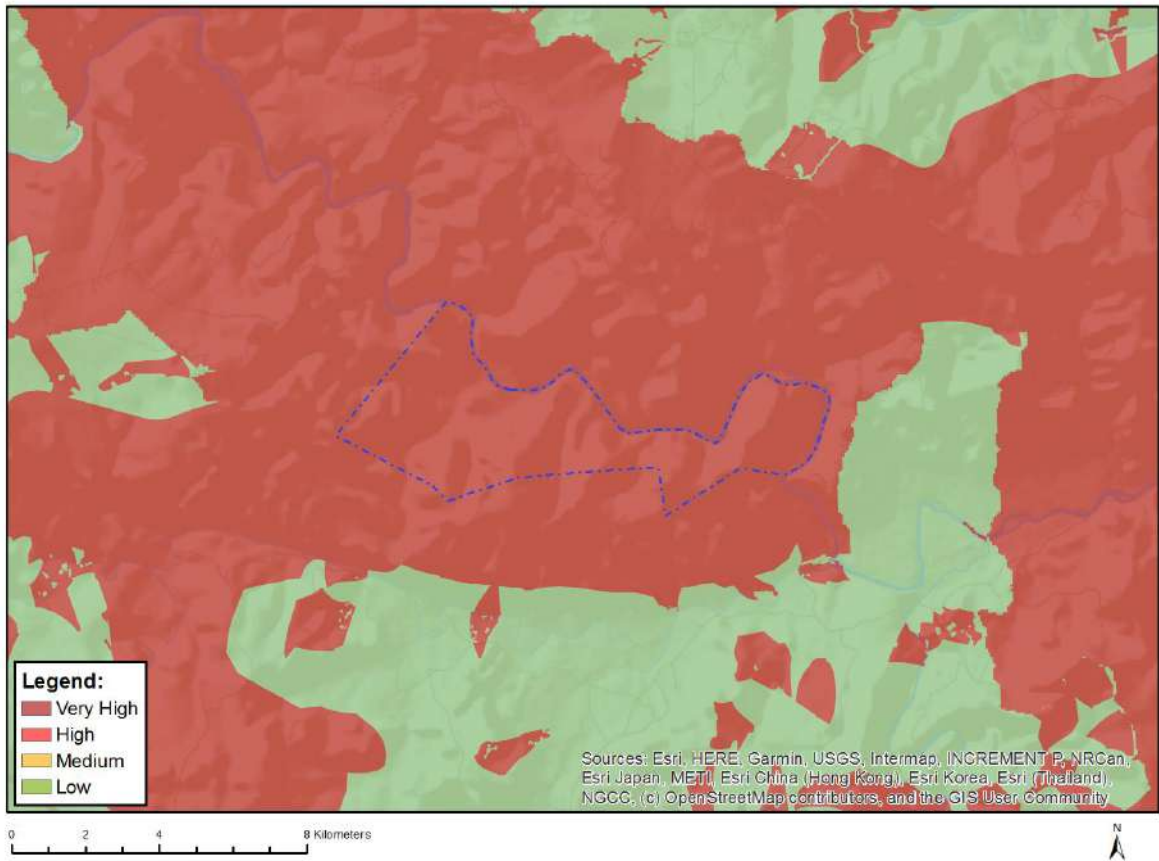 Legend:
Very High
High
Medium
Low
Sources: Esri, HERE, Garmin, USGS, Intermap, INCREMENT P, NRCan,
Esri Japan, METI, Esri China (Hong Kong), Esri Korea, Esri (Thailand),
NGCC, (c) OpenStreetMap contributors, and the GIS User Community
0 2 4 8 Kilometers
N